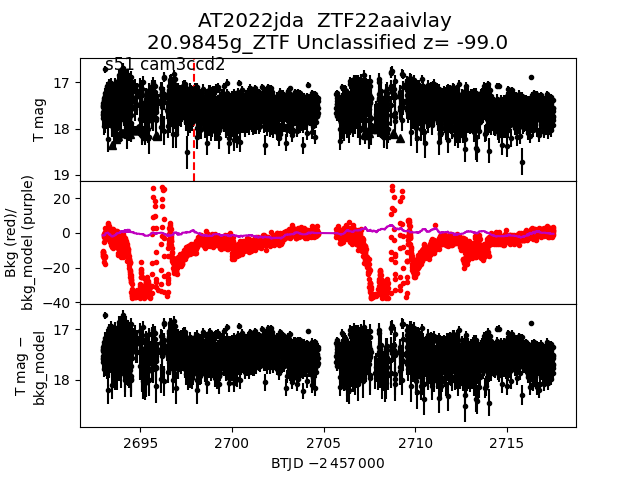 AT2022jda  ZTF22aaivlay
20.9845g_ZTF Unclassified z= -99.0
s51 cam3ccd2
T mag
17
18
19
Bkg (red)/
bkg_model (purple)
20
0
−20
−40
T mag −
bkg_model
17
18
2695
2700
2705
2710
2715
BTJD −2 457 000